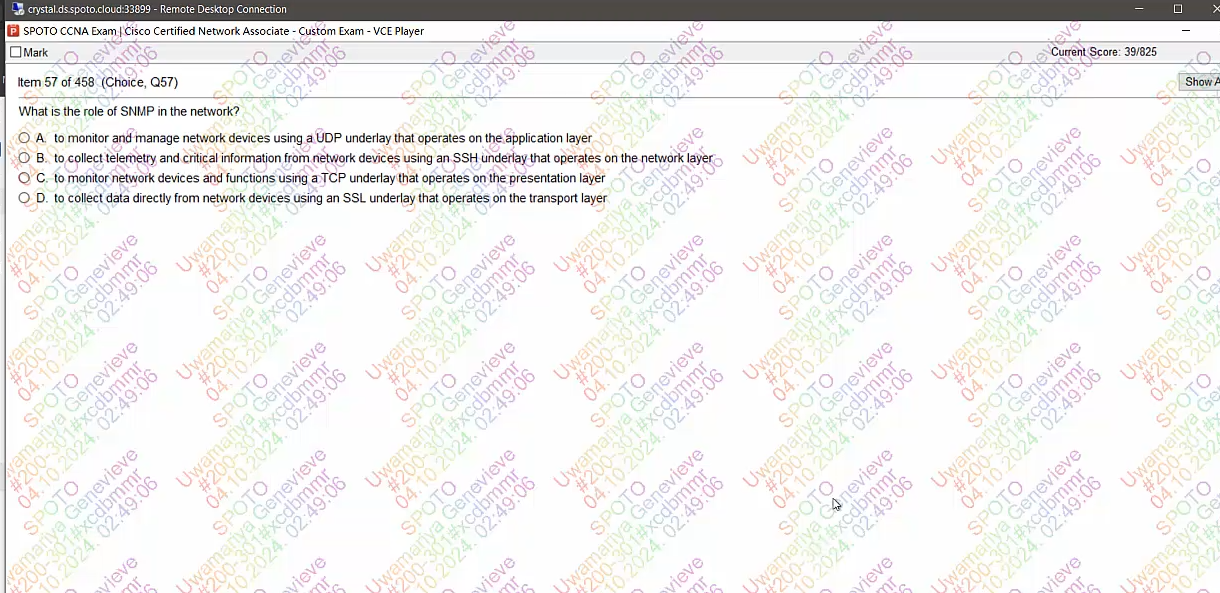 crystal.ds.spoto.cloud:33899 - Remote Desktop Connection
SPOTO CCNA Exam | Cisco Certified Network Associate - Custom Exam - VCE Player
Mark
Current Score: 39/825
Item 57 of 458 (Choice, Q57)
Show A
What is the role of SNMP in the network?
A. to monitor and manage network devices using a UDP underlay that operates on the application layer
B. to collect telemetry and critical information from network devices using an SSH underlay that operates on the network layer
C. to monitor network devices and functions using a TCP underlay that operates on the presentation layer
D. to collect data directly from network devices using an SSL underlay that operates on the transport layer
Uwamariya Genevieve
#200-301#xcdbmmr
04.10.2024. 02:49:06
SPOTO